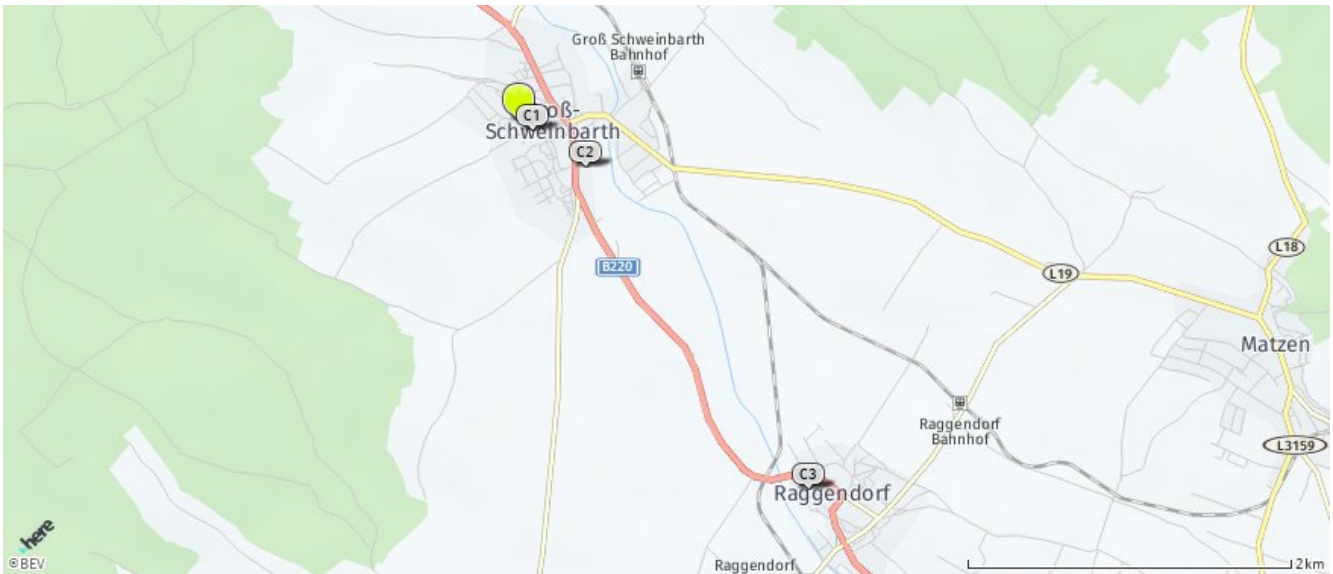 Groß Schweinbarth
Bahnhof
C1
oß-
Schweinbarth
C2
L18
B220
L19
Matzen
Raggendorf
Bahnhof
L3159
C3
Raggendorf
here
©BEV
Raggendorf
2km